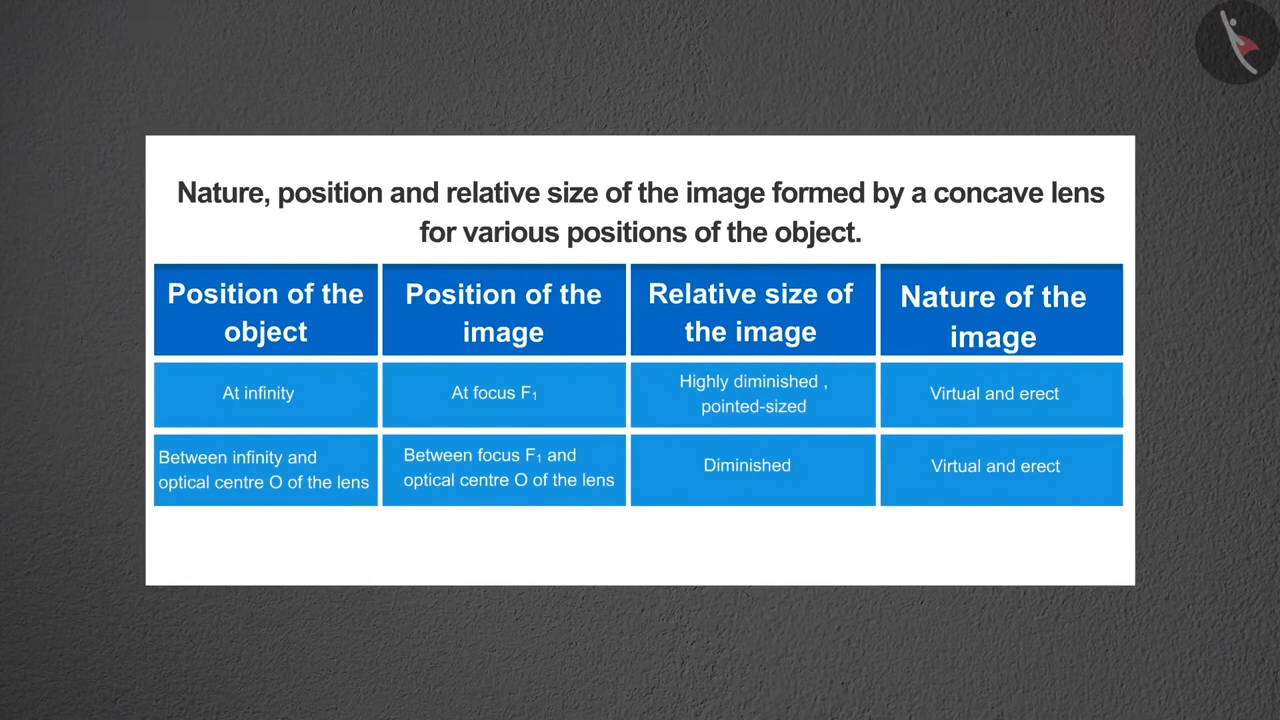 Nature, position and relative size of the image formed by a concave lens
for various positions of the object.
Position of the
object
Position of the
image
Relative size of
the image
Nature of the
image
At infinity
At focus F₁
Highly diminished ,
pointed-sized
Virtual and erect
Between infinity and
optical centre O of the lens
Between focus F₁ and
optical centre O of the lens
Diminished
Virtual and erect